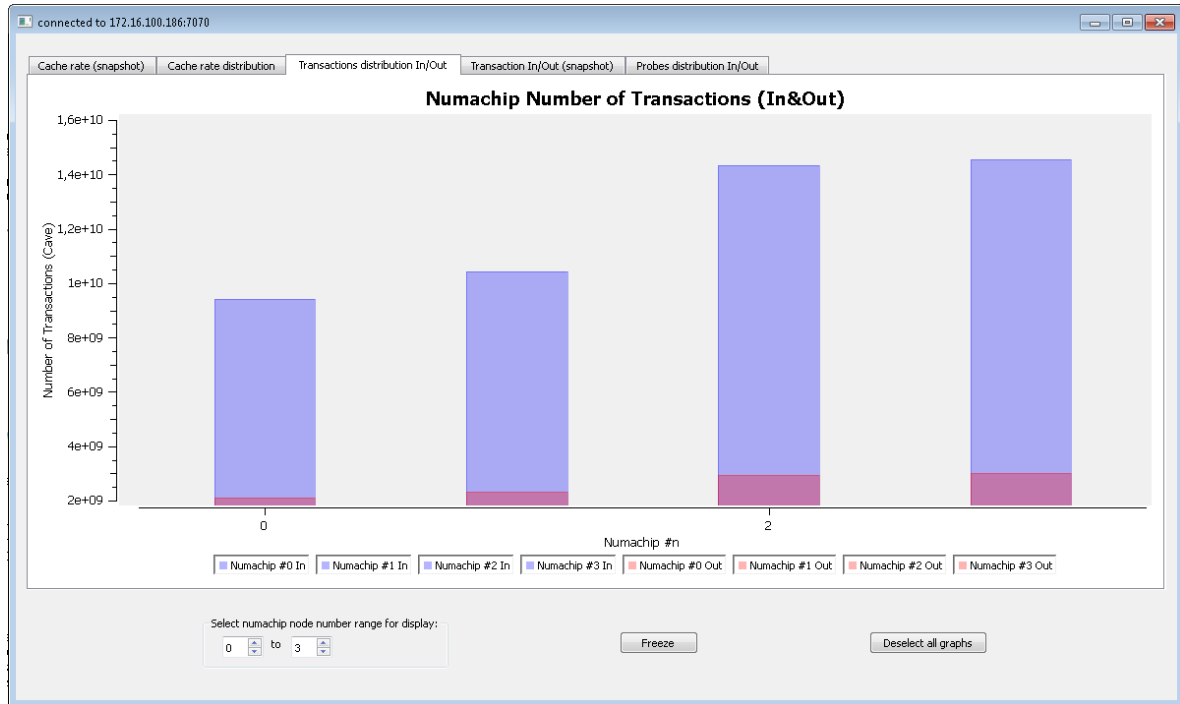 connected to 172.16.100.186:7070
Cache rate (snapshot) Cache rate distribution Transactions distribution In/Out Transaction In/Out (snapshot) Probes distribution In/Out
Numachip Number of Transactions (In&Out)
1,6e+10
1,4e+10
1,2e+10
1e+10
8e+09
6e+09
4e+09
2e+09
Number of Transactions (Cave)
0 2
Numachip #n
Numachip #0 In Numachip #1 In Numachip #2 In Numachip #3 In Numachip #0 Out Numachip #1 Out Numachip #2 Out Numachip #3 Out
Select numachip node number range for display:
0 to 3 Freeze Deselect all graphs